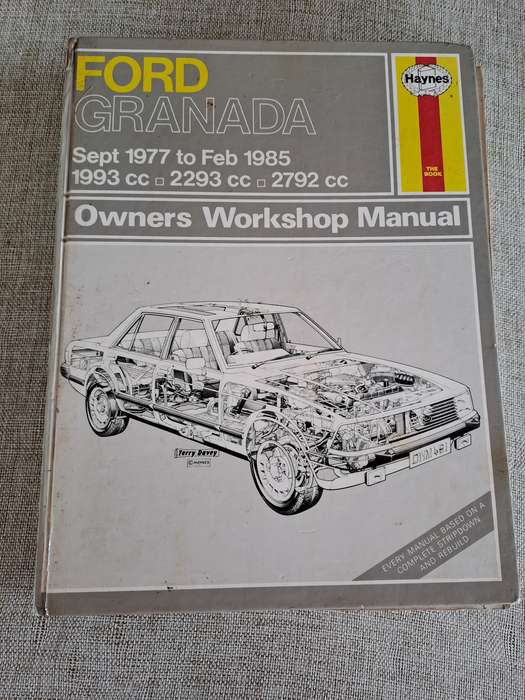 FORD
GRANADA
Haynes
®
Sept 1977 to Feb 1985
1993 cc □ 2293 cc □ 2792 cc
THE
BOOK
Owners Workshop Manual
Terry Davey
© HAYNES
EVERY MANUAL BASED ON A
COMPLETE STRIPDOWN
AND REBUILD